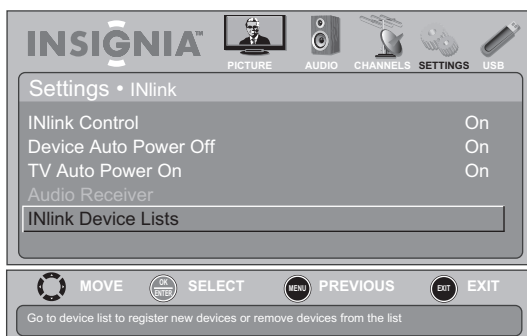 INSIGNIA™
PICTURE AUDIO CHANNELS SETTINGS USB
Settings • INlink
INlink Control On
Device Auto Power Off On
TV Auto Power On On
Audio Receiver
INlink Device Lists
MOVE OK ENTER SELECT MENU PREVIOUS EXIT EXIT
Go to device list to register new devices or remove devices from the list